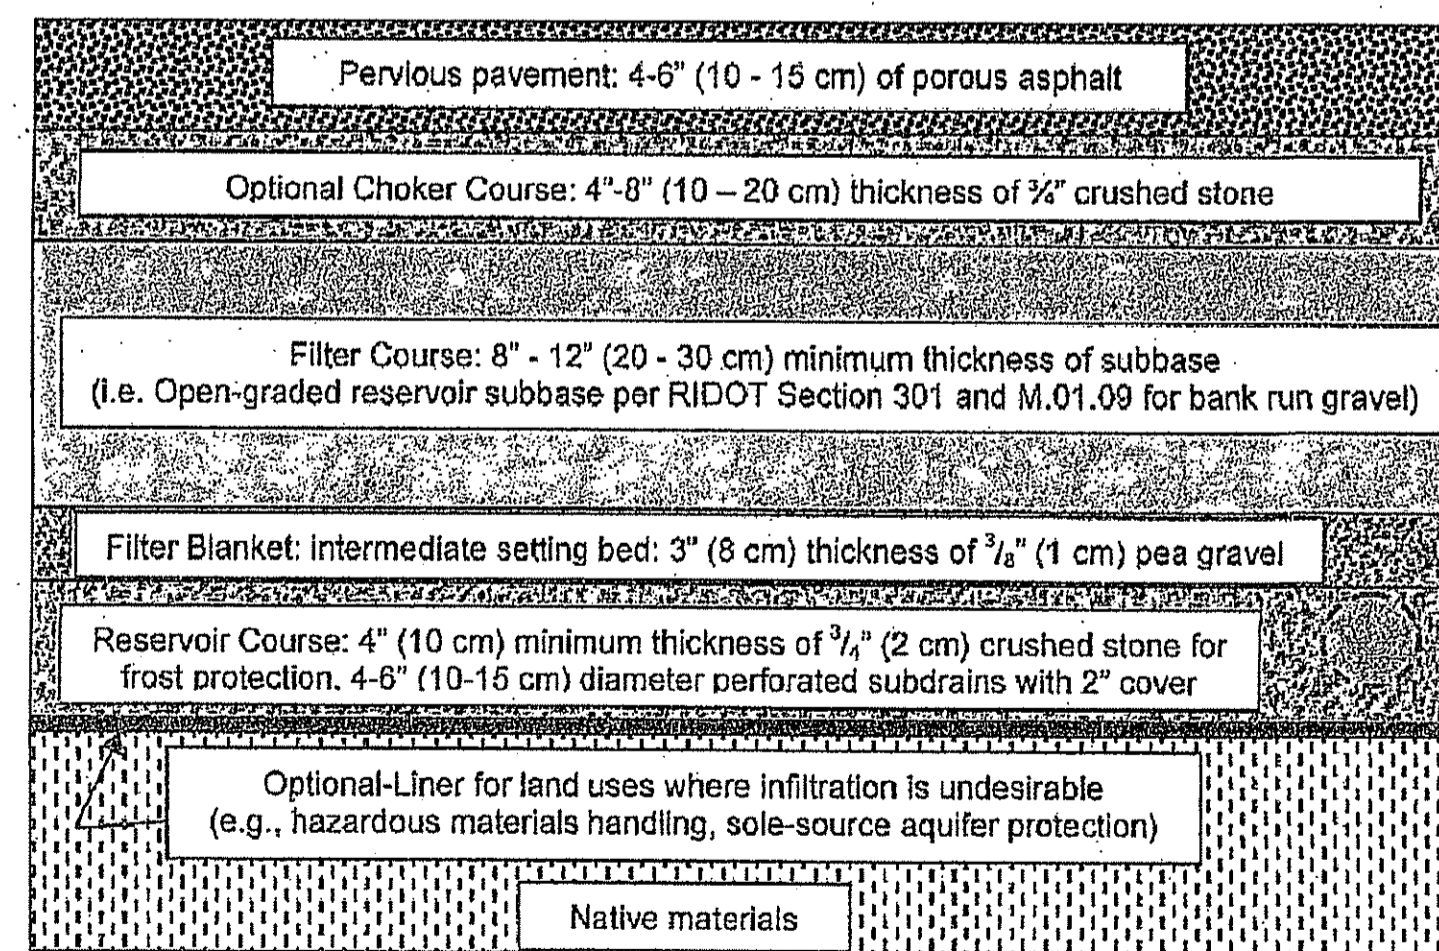 Pervious pavement: 4-6" (10 - 15 cm) of porous asphalt
Optional Choker Course: 4"-8" (10 – 20 cm) thickness of ¾" crushed stone
Filter Course: 8" - 12" (20 - 30 cm) minimum thickness of subbase
(i.e. Open-graded reservoir subbase per RIDOT Section 301 and M.01.09 for bank run gravel)
Filter Blanket: intermediate setting bed: 3" (8 cm) thickness of 3/8" (1 cm) pea gravel
Reservoir Course: 4" (10 cm) minimum thickness of 3/4" (2 cm) crushed stone for
frost protection. 4-6" (10-15 cm) diameter perforated subdrains with 2" cover
Optional-Liner for land uses where infiltration is undesirable
(e.g., hazardous materials handling, sole-source aquifer protection)
Native materials